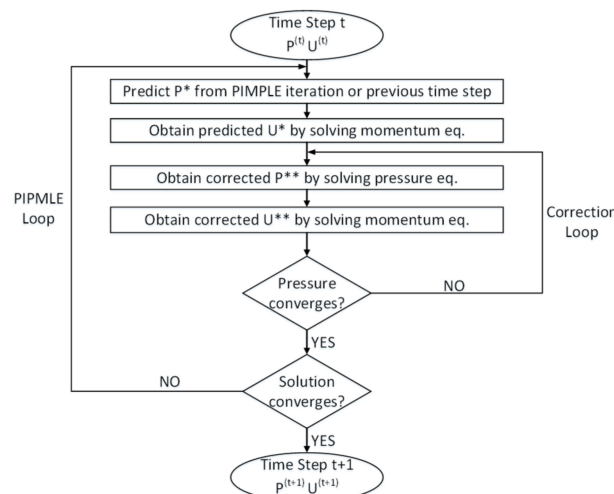 Time Step t
P^(t) U^(t)
Predict P* from PIMPLE iteration or previous time step
Obtain predicted U* by solving momentum eq.
PIPMLE
Loop
Obtain corrected P** by solving pressure eq.
Obtain corrected U** by solving momentum eq.
Correction
Loop
Pressure
converges?
NO
YES
Solution
converges?
NO
YES
Time Step t+1
P^(t+1) U^(t+1)